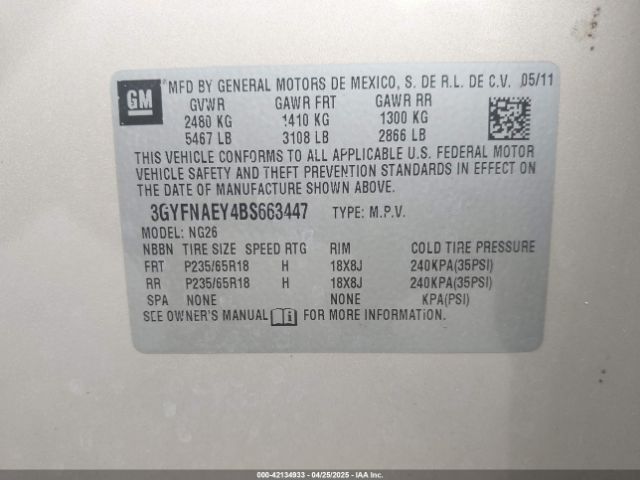 GM
MFD BY GENERAL MOTORS DE MEXICO, S. DE R.L. DE C.V. 05/11
GVWR GAWR FRT GAWR RR
2480 KG 1410 KG 1300 KG
5467 LB 3108 LB 2866 LB
THIS VEHICLE CONFORMS TO ALL APPLICABLE U.S. FEDERAL MOTOR
VEHICLE SAFETY AND THEFT PREVENTION STANDARDS IN EFFECT ON
THE DATE OF MANUFACTURE SHOWN ABOVE.
3GYFNAEY4BS663447 TYPE: M.P.V.
MODEL: NG26
NBBN TIRE SIZE SPEED RTG RIM COLD TIRE PRESSURE
FRT P235/65R18 H 18X8J 240KPA(35PSI)
RR P235/65R18 H 18X8J 240KPA(35PSI)
SPA NONE NONE KPA(PSI)
SEE OWNER'S MANUAL i FOR MORE INFORMATION.
000-42134933 - 04/25/2025 - IAA Inc.